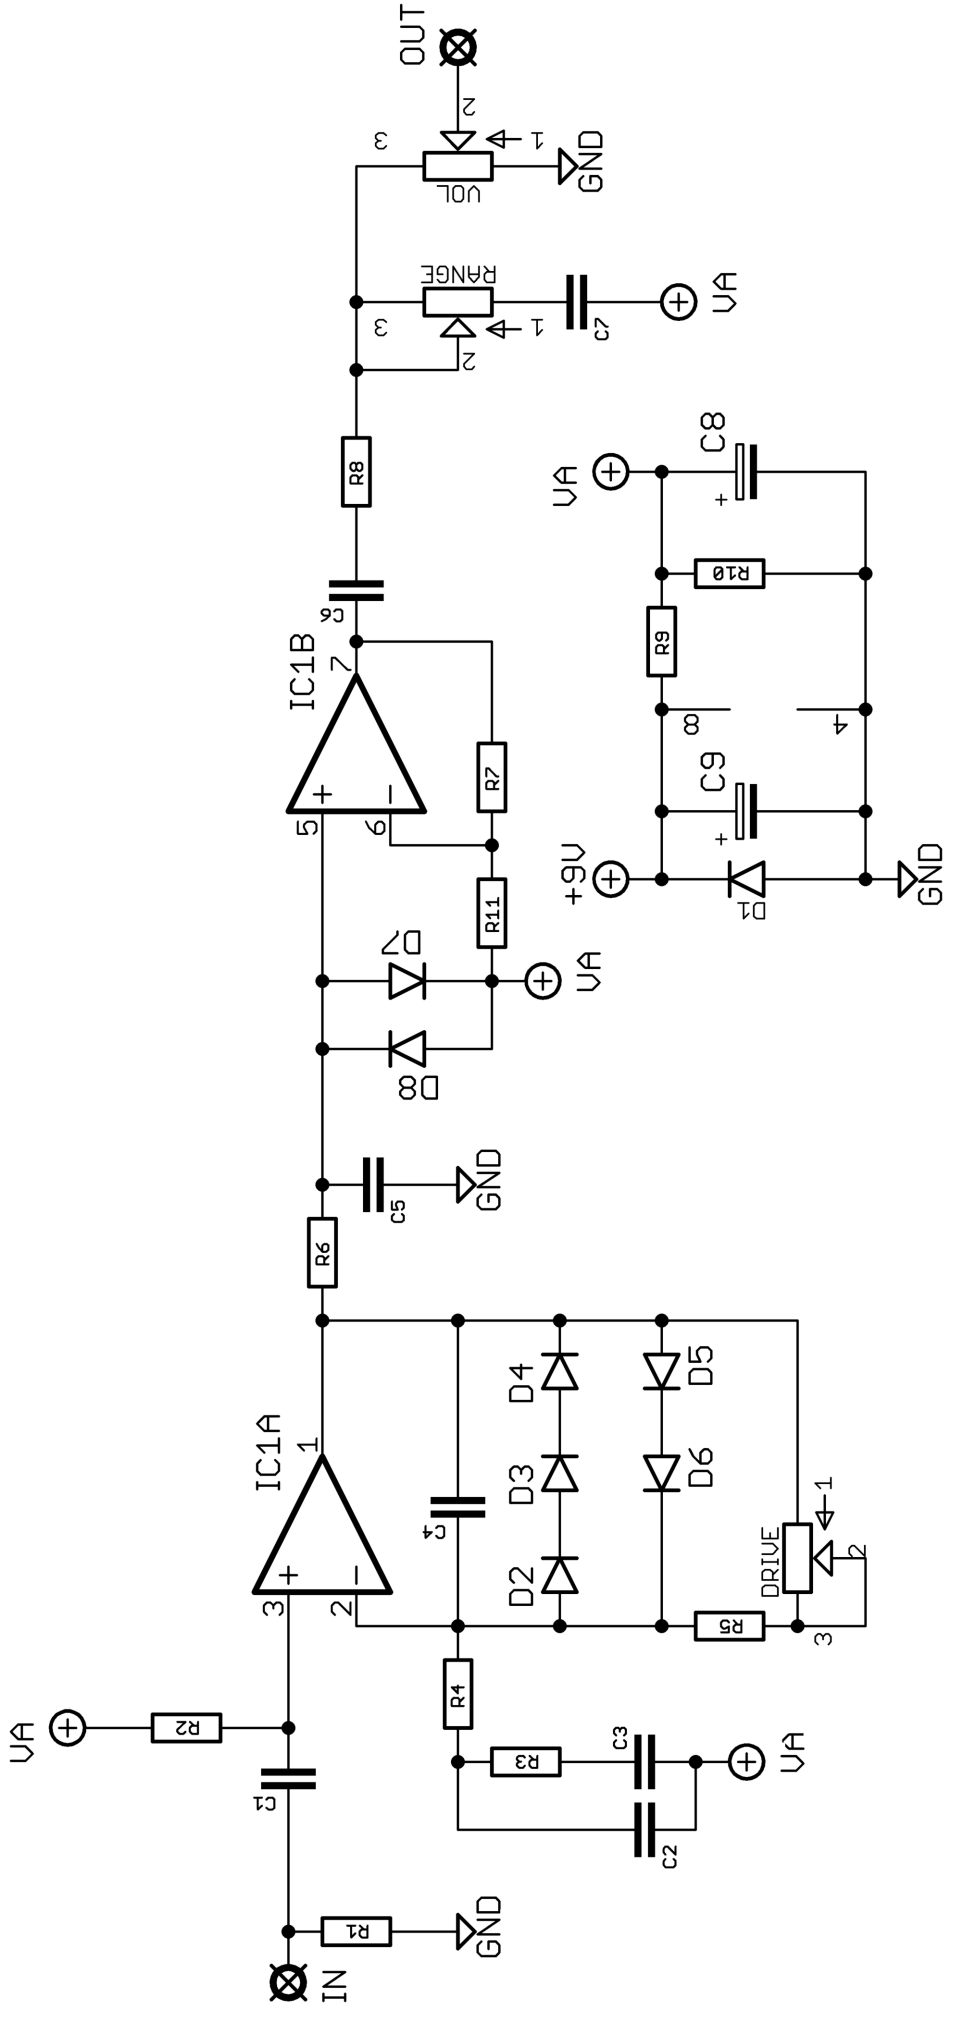 OUT
2
3
1
VOL
GND
RANGE
3
1
2
C7
VA
R8
C8
VA
+
R10
C6
IC1B
7
R9
8
4
+
5
-
6
R7
C9
+
+9V
D1
GND
R11
D7
VA
D8
C5
GND
R6
D4
D5
IC1A
1
C4
D3
D6
1
DRIVE
2
+
3
-
2
D2
R5
3
R4
VA
R2
C3
R3
VA
C1
C2
R1
GND
IN